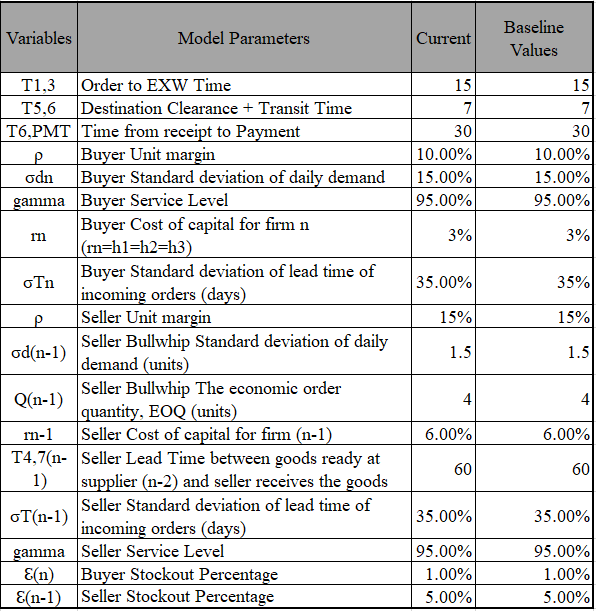 Variables Model Parameters Current Baseline Values
T1,3 Order to EXW Time 15 15
T5,6 Destination Clearance + Transit Time 7 7
T6,PMT Time from receipt to Payment 30 30
ρ Buyer Unit margin 10.00% 10.00%
σdn Buyer Standard deviation of daily demand 15.00% 15.00%
gamma Buyer Service Level 95.00% 95.00%
rn Buyer Cost of capital for firm n
(rn=h1=h2=h3) 3% 3%
σTn Buyer Standard deviation of lead time of
incoming orders (days) 35.00% 35%
ρ Seller Unit margin 15% 15%
σd(n-1) Seller Bullwhip Standard deviation of daily
demand (units) 1.5 1.5
Q(n-1) Seller Bullwhip The economic order
quantity, EOQ (units) 4 4
rn-1 Seller Cost of capital for firm (n-1) 6.00% 6.00%
T4,7(n-
1) Seller Lead Time between goods ready at
supplier (n-2) and seller receives the goods 60 60
σT(n-1) Seller Standard deviation of lead time of
incoming orders (days) 35.00% 35.00%
gamma Seller Service Level 95.00% 95.00%
Ɛ(n) Buyer Stockout Percentage 1.00% 1.00%
Ɛ(n-1) Seller Stockout Percentage 5.00% 5.00%